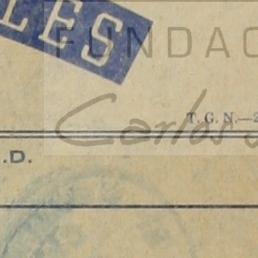 LES
FUNDAC
T. G. N.—2
Carlos
.D.